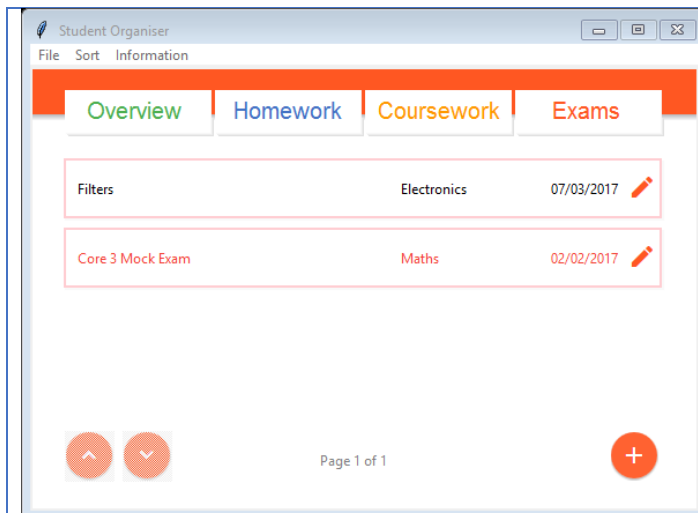 Student Organiser
File Sort Information
Overview Homework Coursework Exams
Filters Electronics 07/03/2017
Core 3 Mock Exam Maths 02/02/2017
Page 1 of 1